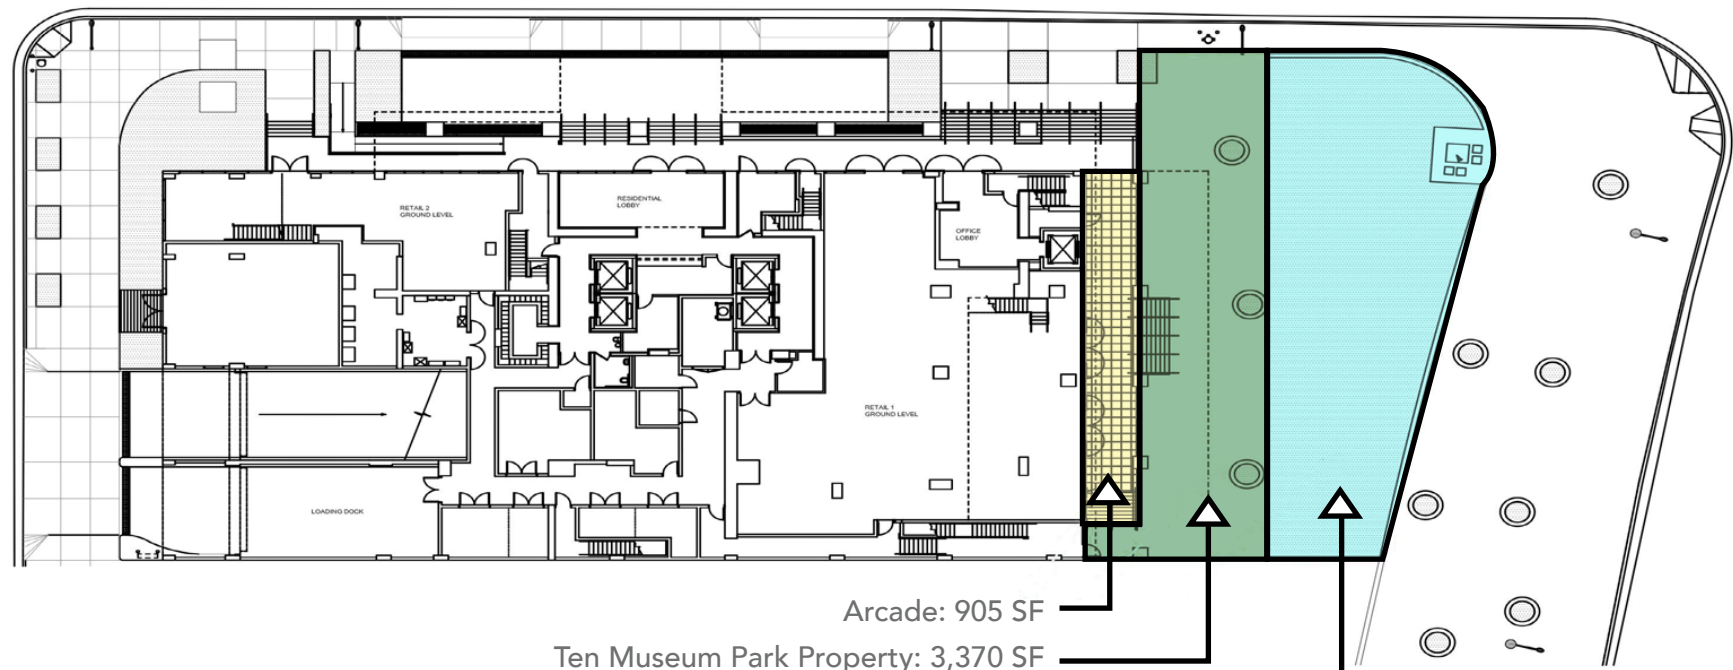 RETAIL 2
GROUND LEVEL
RESIDENTIAL
LOBBY
OFFICE
LOBBY
RETAIL 1
GROUND LEVEL
LOADING DOCK
Arcade: 905 SF
Ten Museum Park Property: 3,370 SF